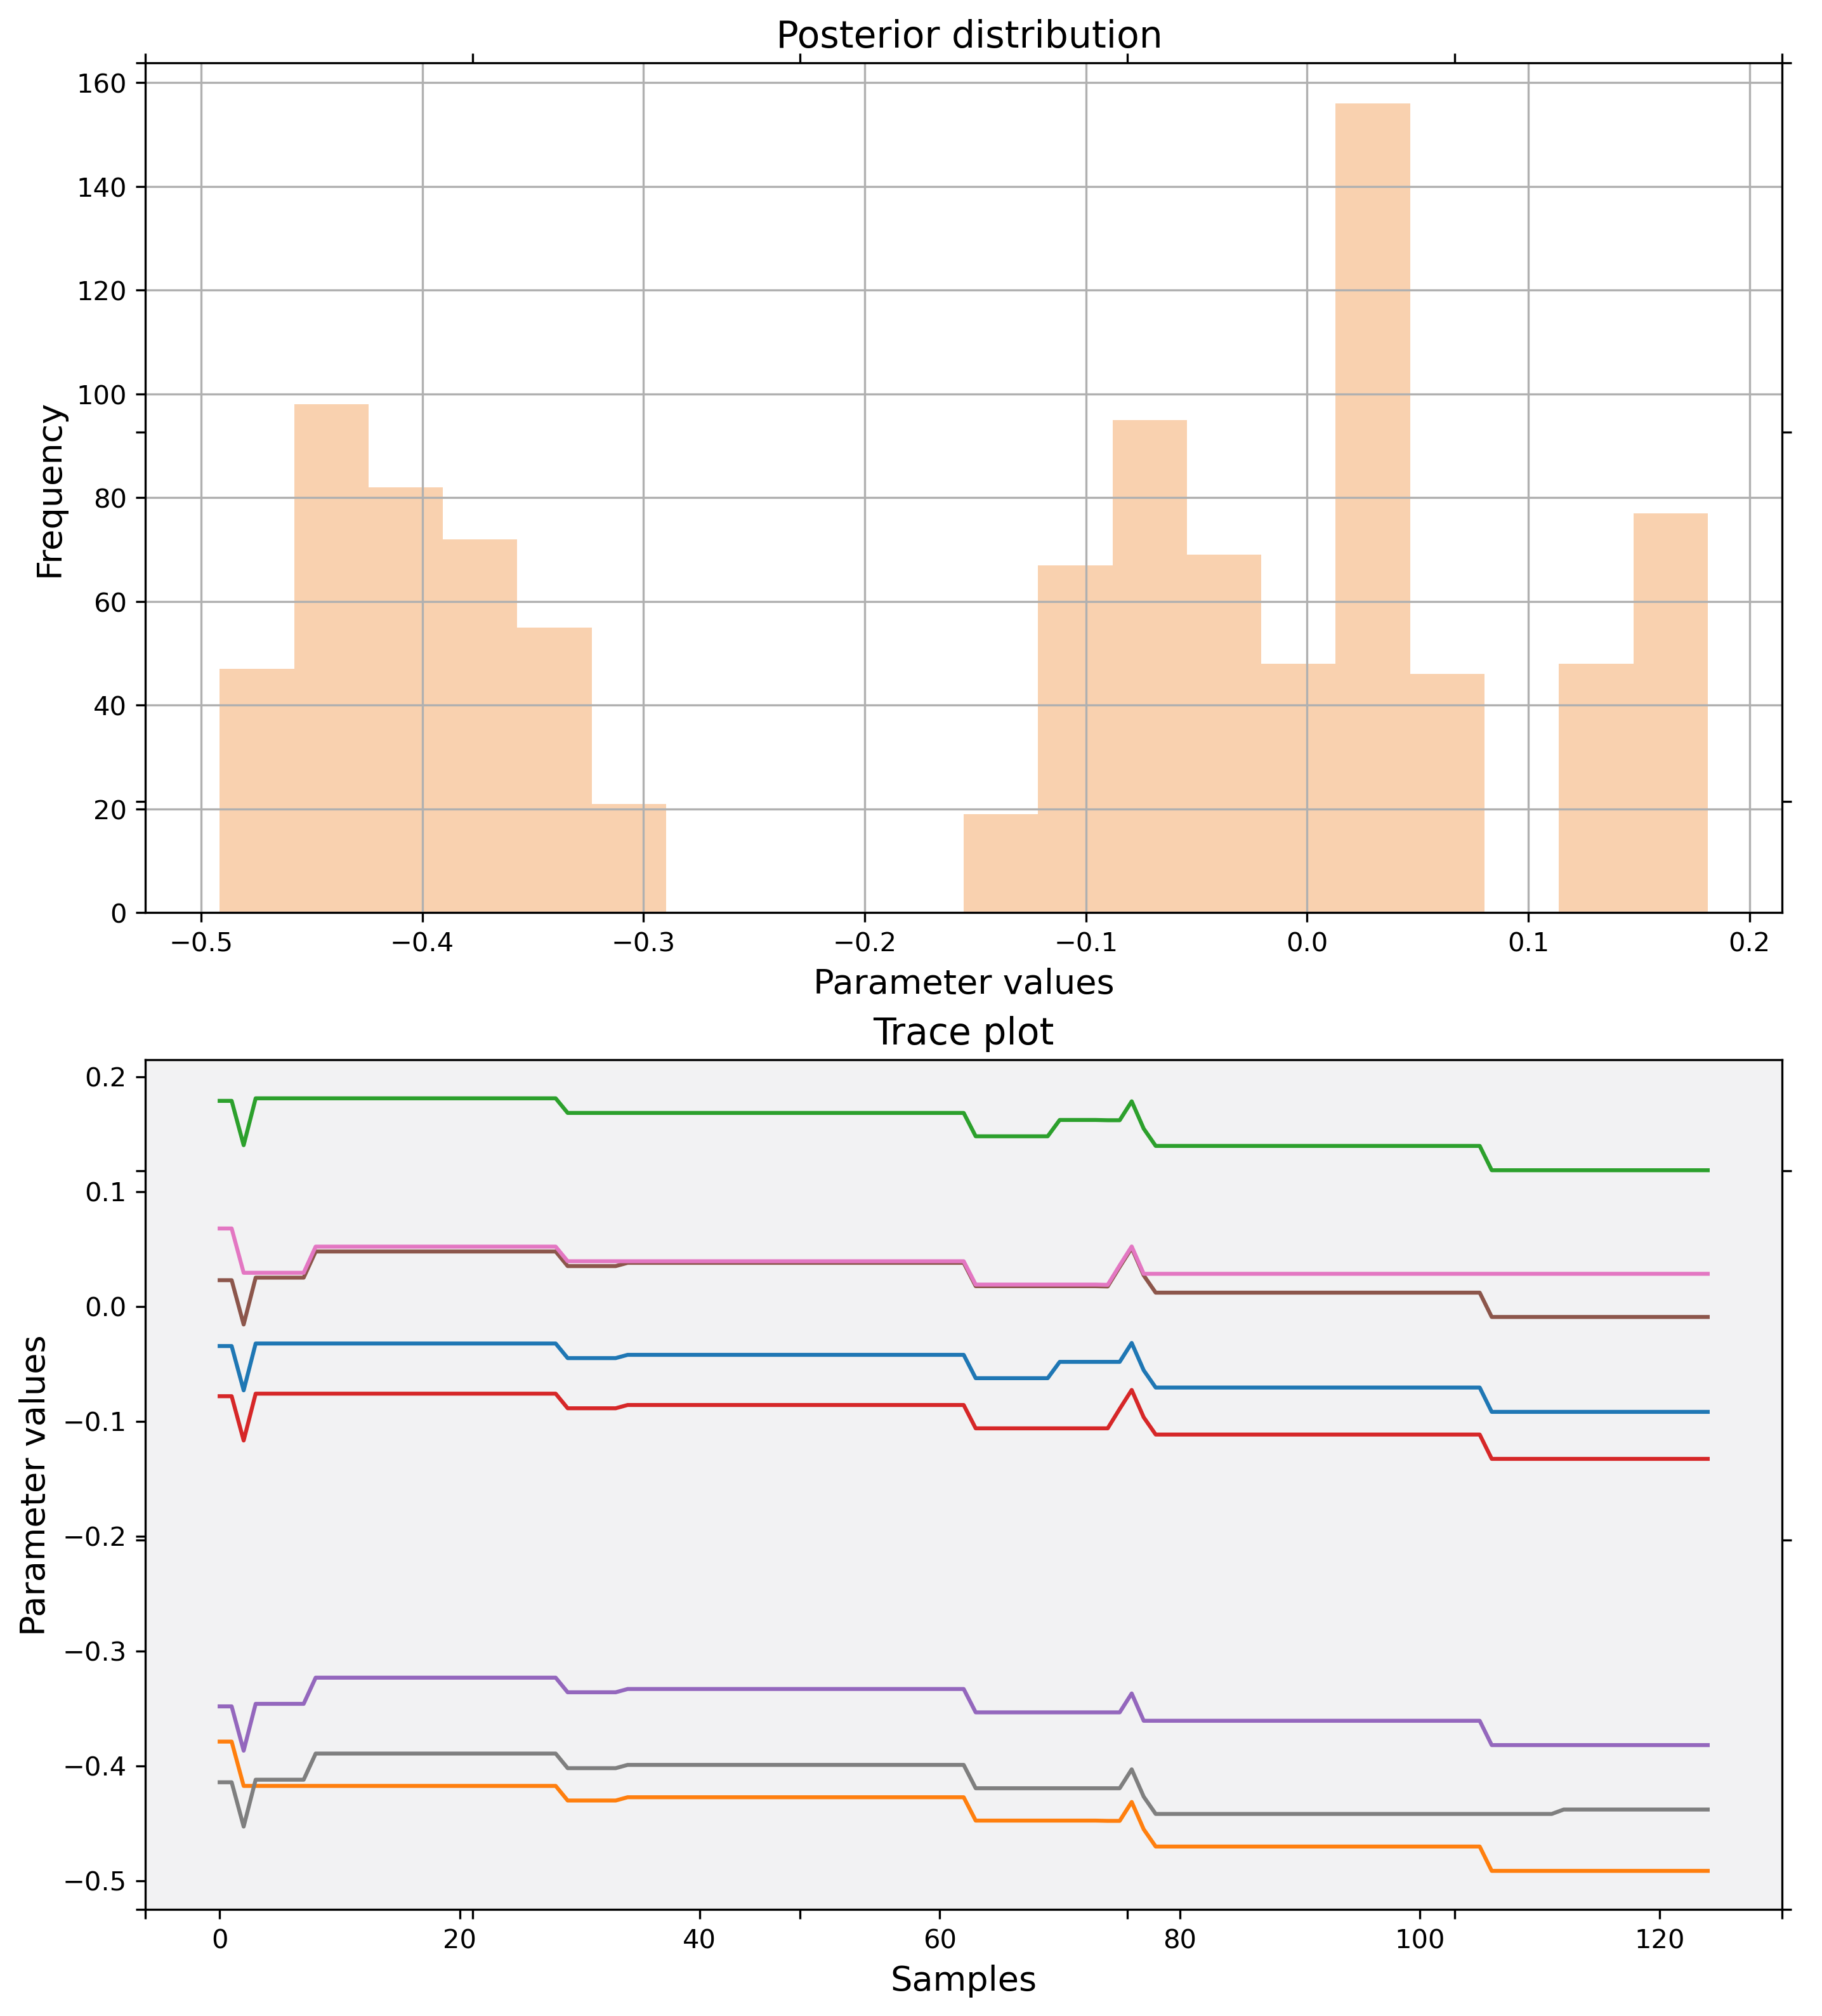 Posterior distribution
160
140
120
100
80
60
40
20
0
Frequency
−0.5 −0.4 −0.3 −0.2 −0.1 0.0 0.1 0.2
Parameter values
Trace plot
0.2
0.1
0.0
−0.1
−0.2
−0.3
−0.4
−0.5
Parameter values
0 20 40 60 80 100 120
Samples